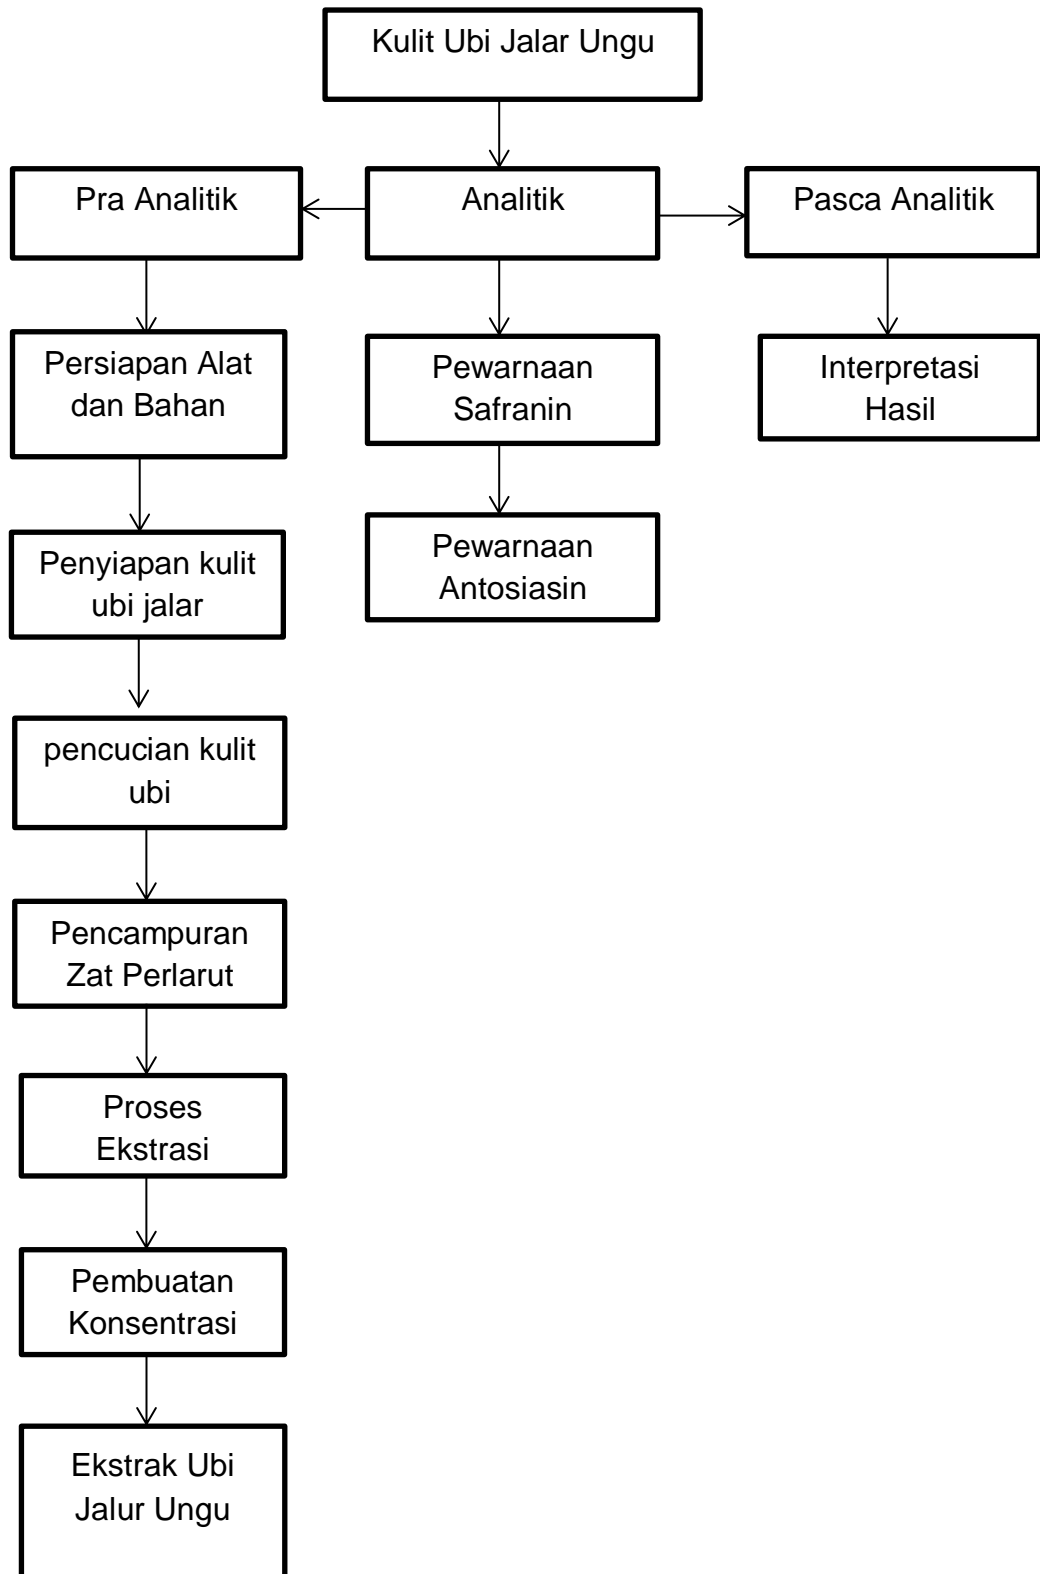 Kulit Ubi Jalar Ungu
Pra Analitik
Analitik
Pasca Analitik
Persiapan Alat
dan Bahan
Pewarnaan
Safranin
Interpretasi
Hasil
Penyiapan kulit
ubi jalar
Pewarnaan
Antosiasin
pencucian kulit
ubi
Pencampuran
Zat Perlarut
Proses
Ekstrasi
Pembuatan
Konsentrasi
Ekstrak Ubi
Jalur Ungu